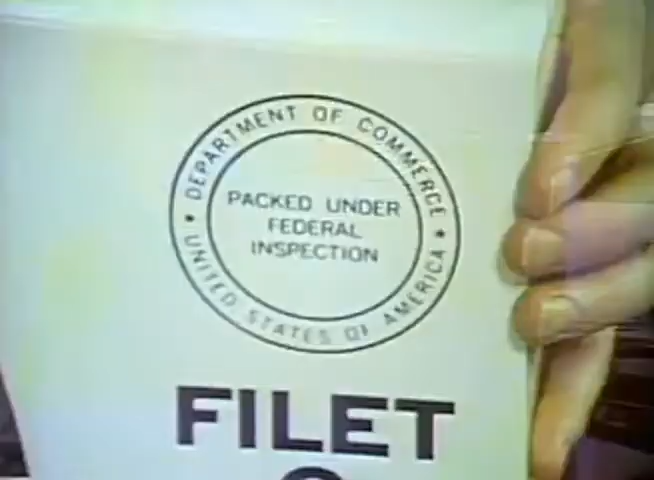 DEPARTMENT OF COMMERCE
PACKED UNDER
FEDERAL
INSPECTION
UNITED STATES OF AMERICA
FILET